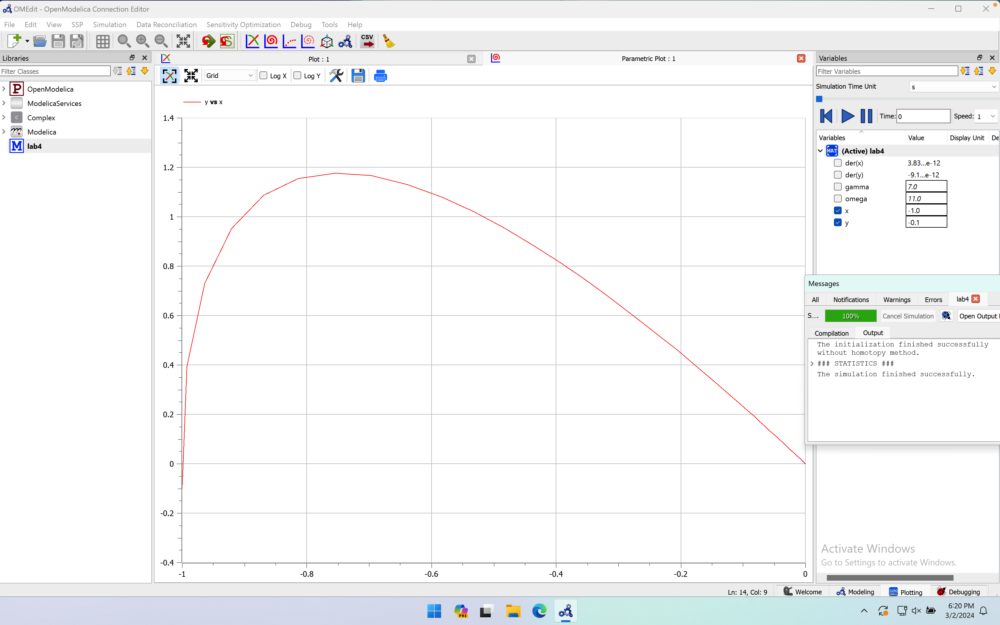 OMEdit - OpenModelica Connection Editor
File Edit View SSP Simulation Data Reconciliation Sensitivity Optimization Debug Tools Help
CSV
Libraries
Filter Classes
P OpenModelica
ModelicaServices
C Complex
Modelica
M lab4
Plot : 1
Parametric Plot : 1
Grid Log X Log Y
y vs x
1.4
1.2
1
0.8
0.6
0.4
0.2
0
-0.2
-0.4
-1 -0.8 -0.6 -0.4 -0.2 0
Variables
Filter Variables
Simulation Time Unit s
Time: 0 Speed: 1
Variables Value Display Unit De
MAT (Active) lab4
der(x) 3.83...e-12
der(y) -9.1...e-12
gamma 7.0
omega 11.0
x -1.0
y -0.1
Messages
All Notifications Warnings Errors lab4
S.... 100% Cancel Simulation Open Output
Compilation Output
The initialization finished successfully
without homotopy method.
### STATISTICS ###
The simulation finished successfully.
Activate Windows
Go to Settings to activate Windows.
Ln: 14, Col: 9 Welcome Modeling Plotting Debugging
PRE
6:20 PM
3/2/2024